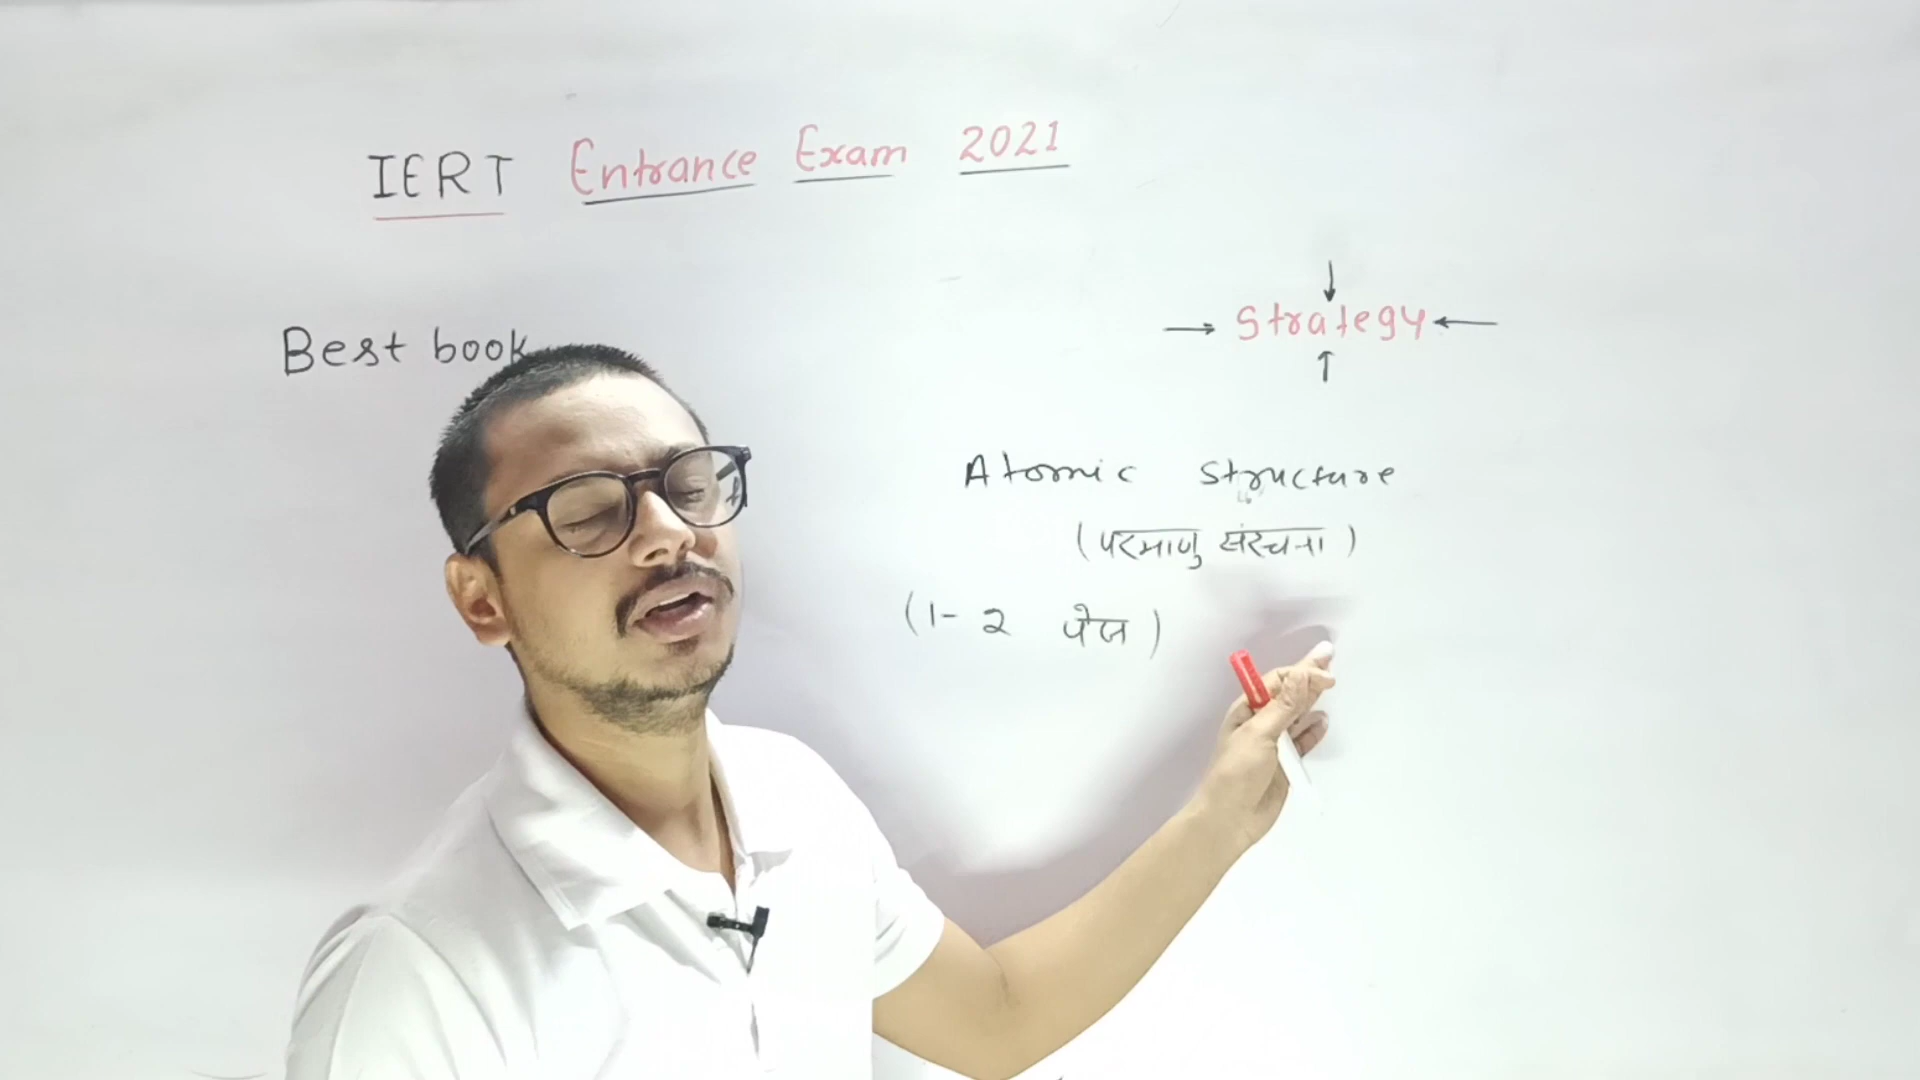 IERT Entrance Exam 2021
Best book
Strategy
Atomic Structure
(परमाणु संरचना)
(1-2 पेज)